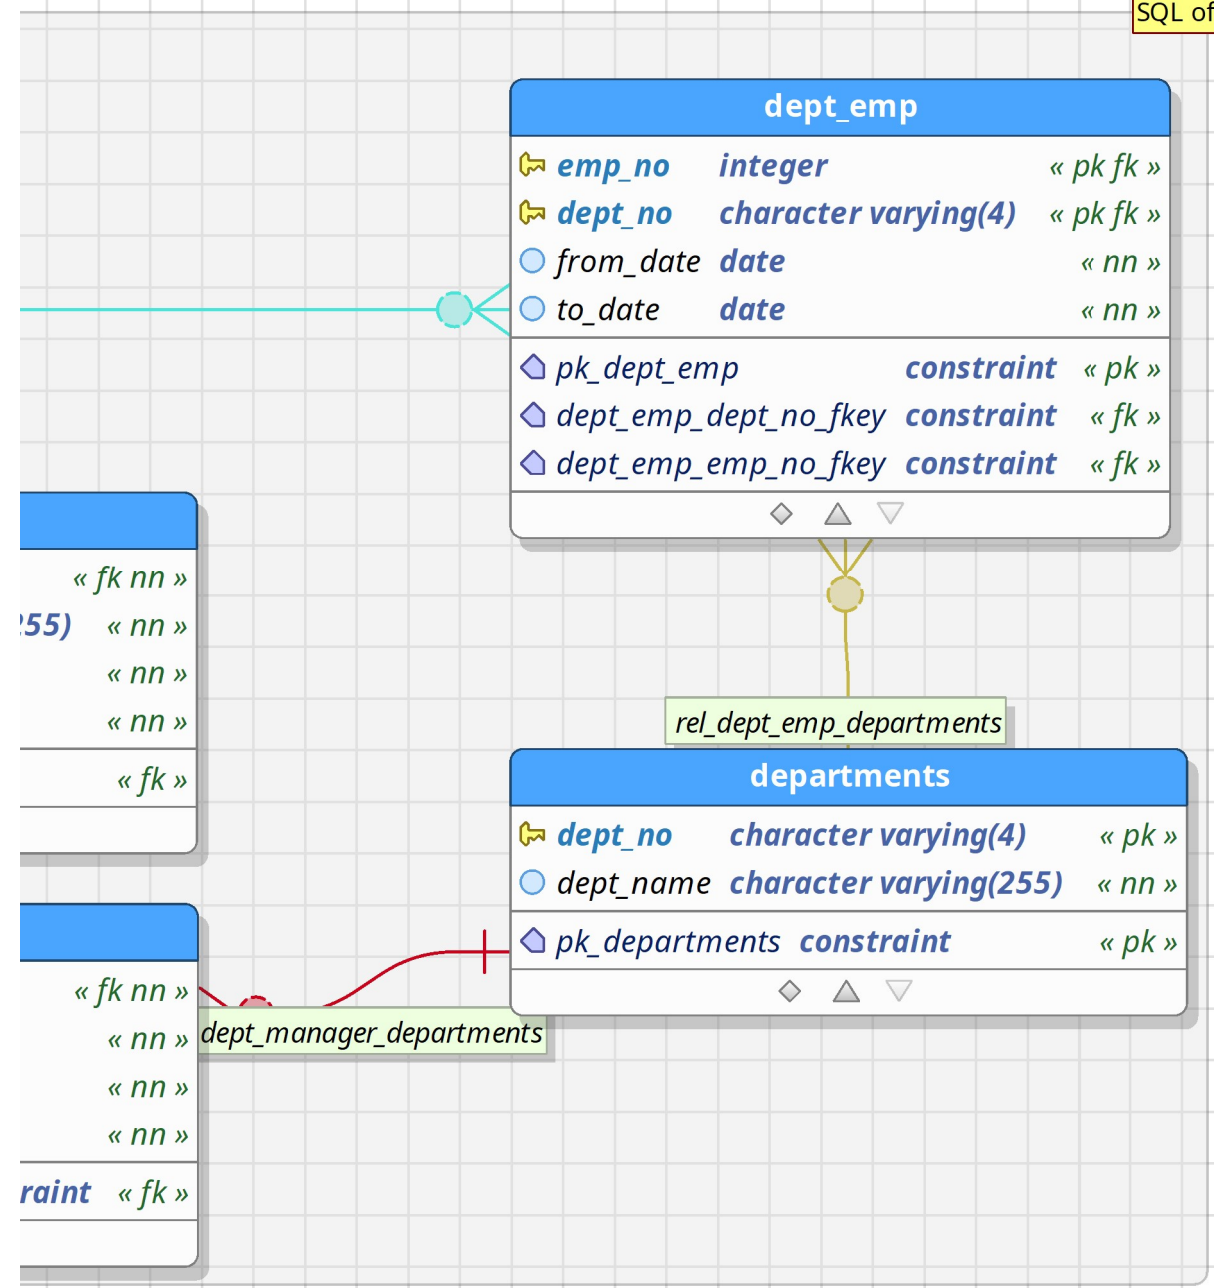 SQL of
dept_emp
emp_no integer « pk fk »
dept_no character varying(4) « pk fk »
from_date date « nn »
to_date date « nn »
pk_dept_emp constraint « pk »
dept_emp_dept_no_fkey constraint « fk »
dept_emp_emp_no_fkey constraint « fk »
« fk nn »
255) « nn »
« nn »
« nn »
« fk »
rel_dept_emp_departments
departments
dept_no character varying(4) « pk »
dept_name character varying(255) « nn »
pk_departments constraint « pk »
« fk nn »
dept_manager_departments
« nn »
« nn »
« nn »
raint « fk »